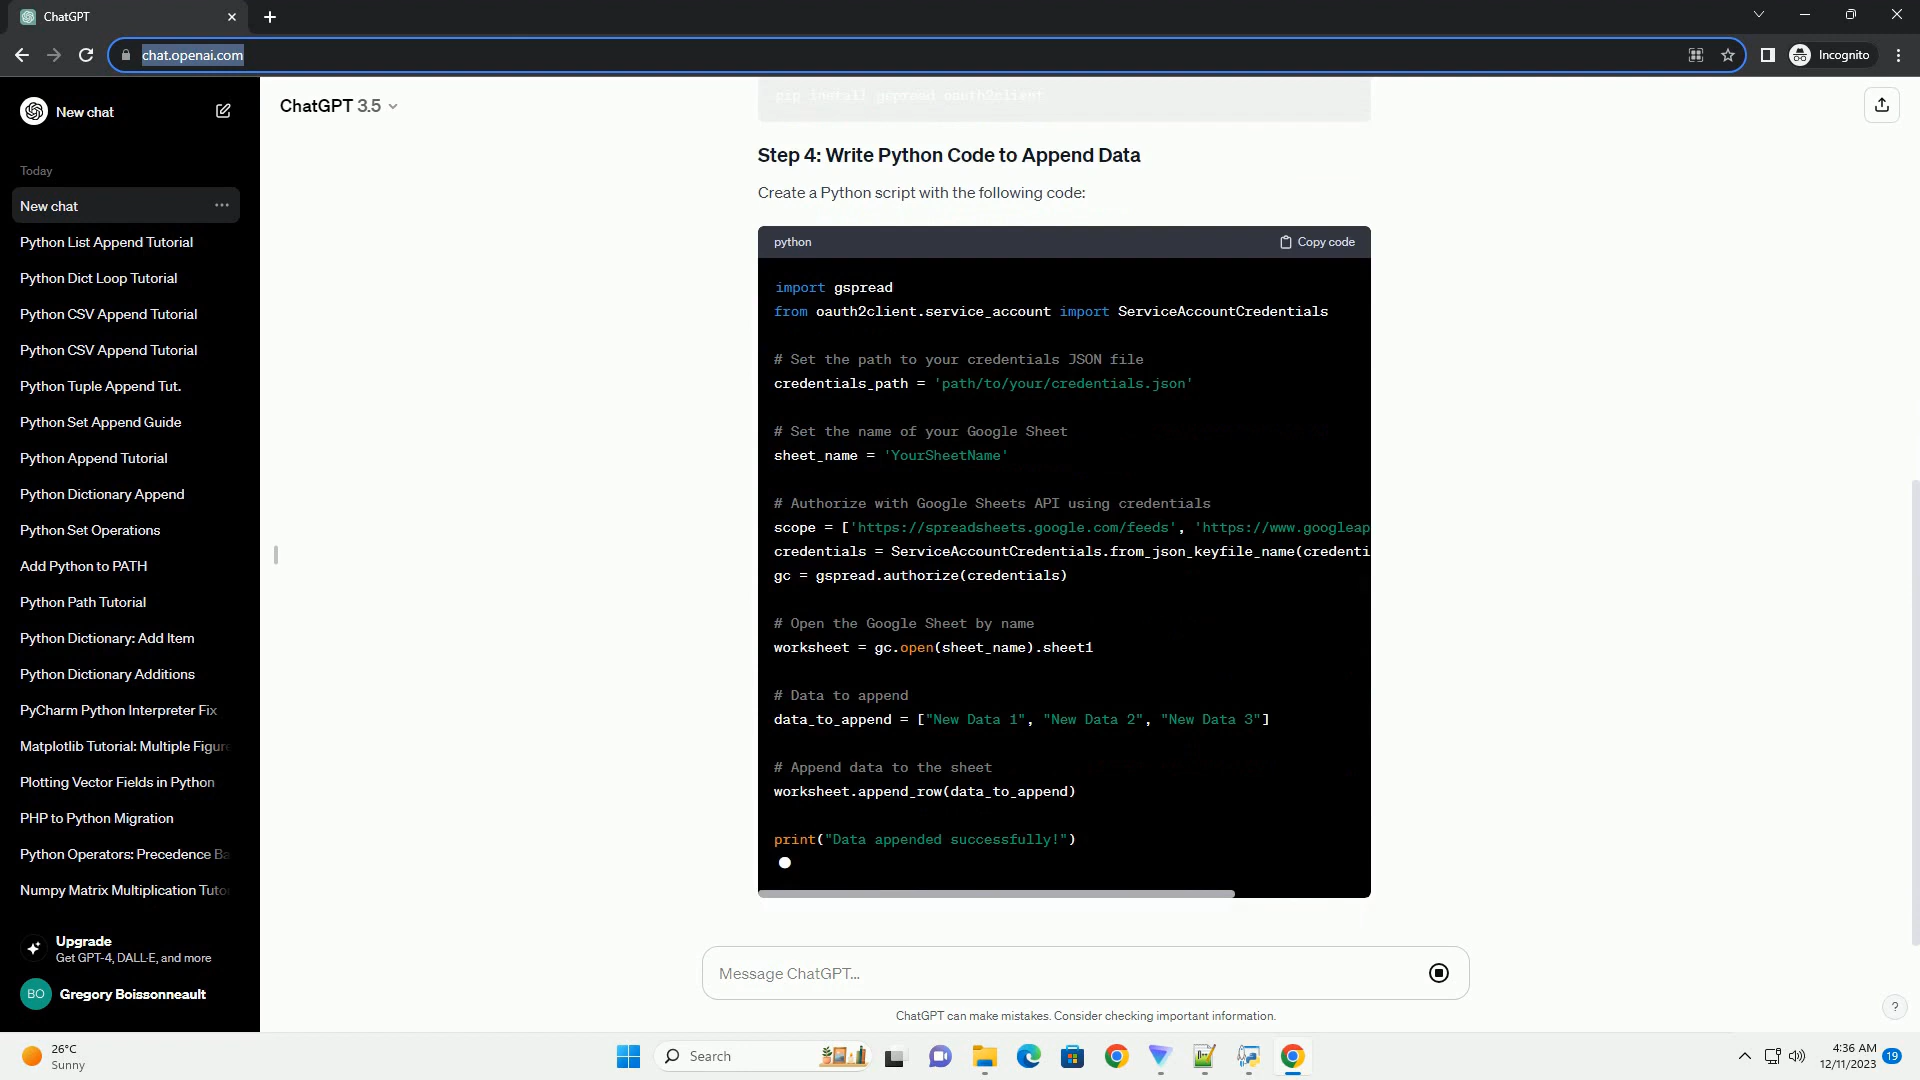 ChatGPT
chat.openai.com
Incognito
New chat
Today
New chat
Python List Append Tutorial
Python Dict Loop Tutorial
Python CSV Append Tutorial
Python CSV Append Tutorial
Python Tuple Append Tut.
Python Set Append Guide
Python Append Tutorial
Python Dictionary Append
Python Set Operations
Add Python to PATH
Python Path Tutorial
Python Dictionary: Add Item
Python Dictionary Additions
PyCharm Python Interpreter Fix
Matplotlib Tutorial: Multiple Figure
Plotting Vector Fields in Python
PHP to Python Migration
Python Operators: Precedence Ba
Numpy Matrix Multiplication Tuto
Upgrade
Get GPT-4, DALL·E, and more
BO
Gregory Boissonneault
ChatGPT 3.5
pip install gspread oauth2client
Step 4: Write Python Code to Append Data
Create a Python script with the following code:
python
Copy code
import gspread
from oauth2client.service_account import ServiceAccountCredentials
# Set the path to your credentials JSON file
credentials_path = 'path/to/your/credentials.json'
# Set the name of your Google Sheet
sheet_name = 'YourSheetName'
# Authorize with Google Sheets API using credentials
scope = ['https://spreadsheets.google.com/feeds', 'https://www.googleap
credentials = ServiceAccountCredentials.from_json_keyfile_name(credenti
gc = gspread.authorize(credentials)
# Open the Google Sheet by name
worksheet = gc.open(sheet_name).sheet1
# Data to append
data_to_append = ["New Data 1", "New Data 2", "New Data 3"]
# Append data to the sheet
worksheet.append_row(data_to_append)
print("Data appended successfully!")
Message ChatGPT…
ChatGPT can make mistakes. Consider checking important information.
?
26°C
Sunny
Search
4:36 AM
12/11/2023
19